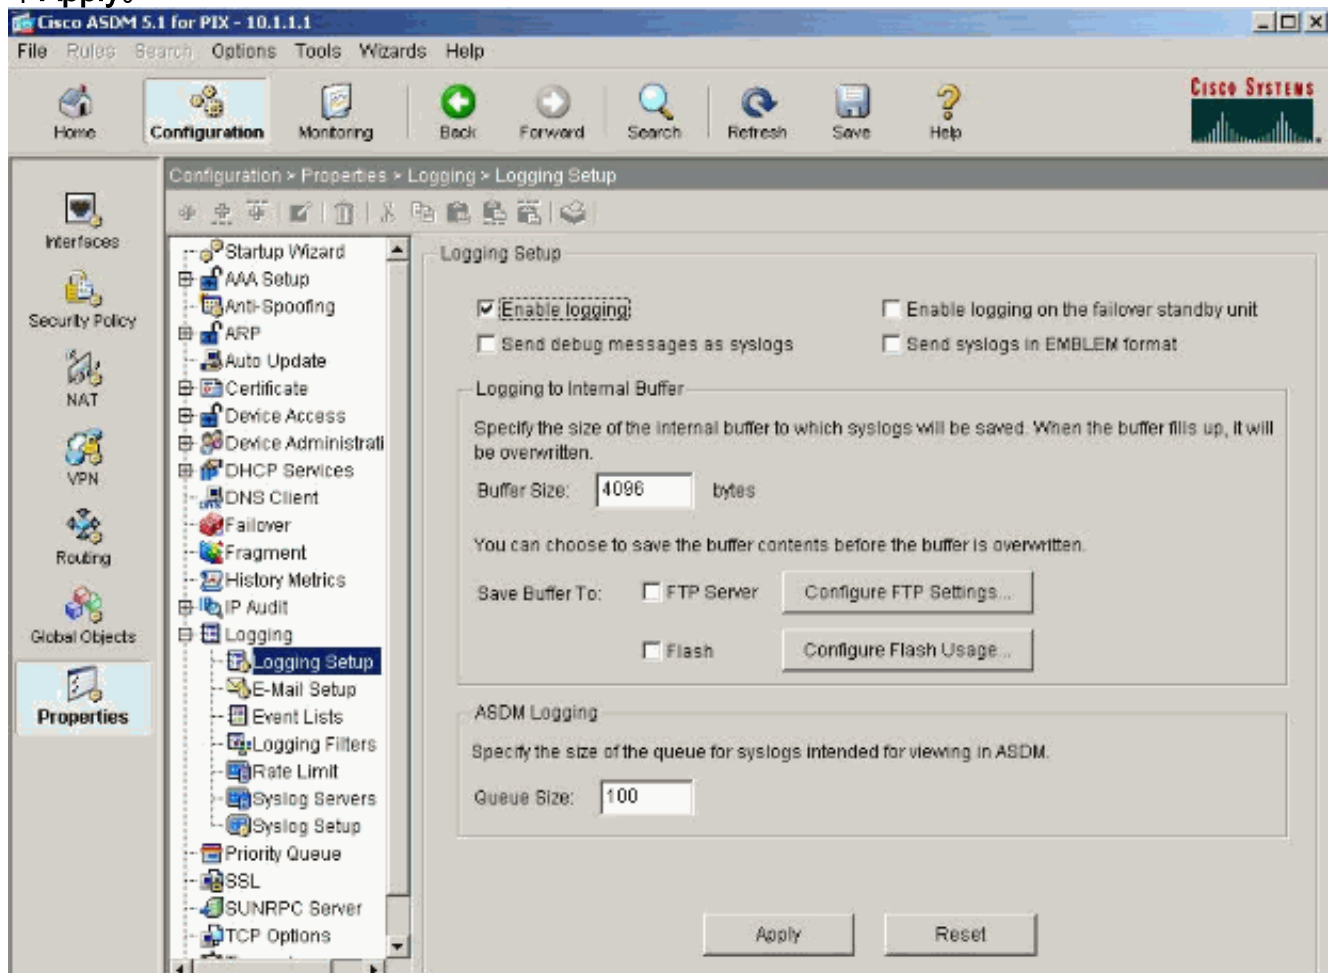 Apply。
Cisco ASDM 5.1 for PIX - 10.1.1.1
File Rules Search Options Tools Wizards Help
Home Configuration Monitoring Back Forward Search Refresh Save Help
CISCO SYSTEMS
Configuration > Properties > Logging > Logging Setup
Interfaces
Security Policy
NAT
VPN
Routing
Global Objects
Properties
Startup Wizard
AAA Setup
Anti-Spoofing
ARP
Auto Update
Certificate
Device Access
Device Administrati
DHCP Services
DNS Client
Failover
Fragment
History Metrics
IP Audit
Logging
Logging Setup
E-Mail Setup
Event Lists
Logging Filters
Rate Limit
Syslog Servers
Syslog Setup
Priority Queue
SSL
SUNRPC Server
TCP Options
Logging Setup
Enable logging
Enable logging on the failover standby unit
Send debug messages as syslogs
Send syslogs in EMBLEM format
Logging to Internal Buffer
Specify the size of the internal buffer to which syslogs will be saved. When the buffer fills up, it will
be overwritten.
Buffer Size: 4096 bytes
You can choose to save the buffer contents before the buffer is overwritten.
Save Buffer To: FTP Server Configure FTP Settings...
Flash Configure Flash Usage...
ASDM Logging
Specify the size of the queue for syslogs intended for viewing in ASDM.
Queue Size: 100
Apply Reset